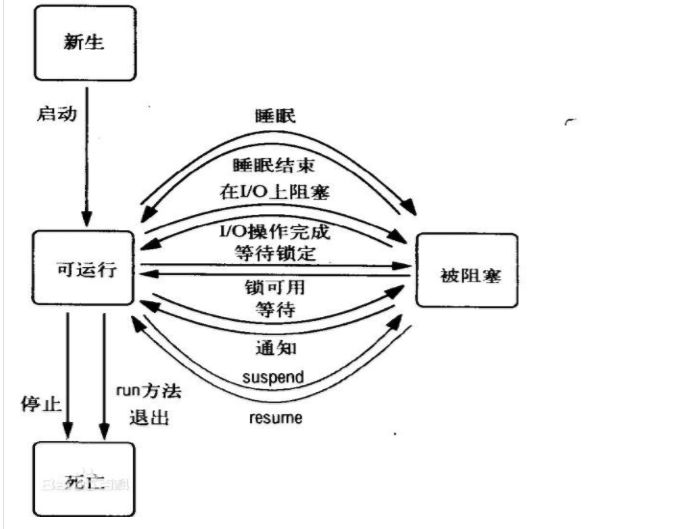 新生
启动
睡眠
睡眠结束
在I/O上阻塞
I/O操作完成
等待锁定
可运行
被阻塞
锁可用
等待
通知
suspend
resume
停止
run方法
退出
死亡